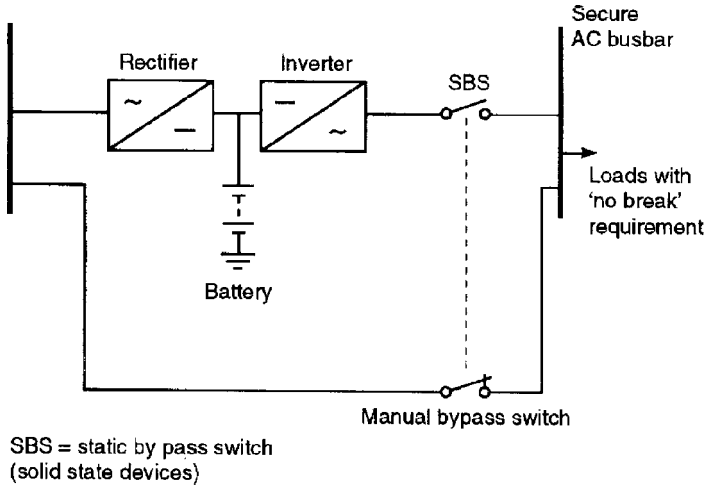 Secure
AC busbar
Rectifier
Inverter
SBS
~
–
–
~
Loads with
'no break'
requirement
Battery
Manual bypass switch
SBS = static by pass switch
(solid state devices)